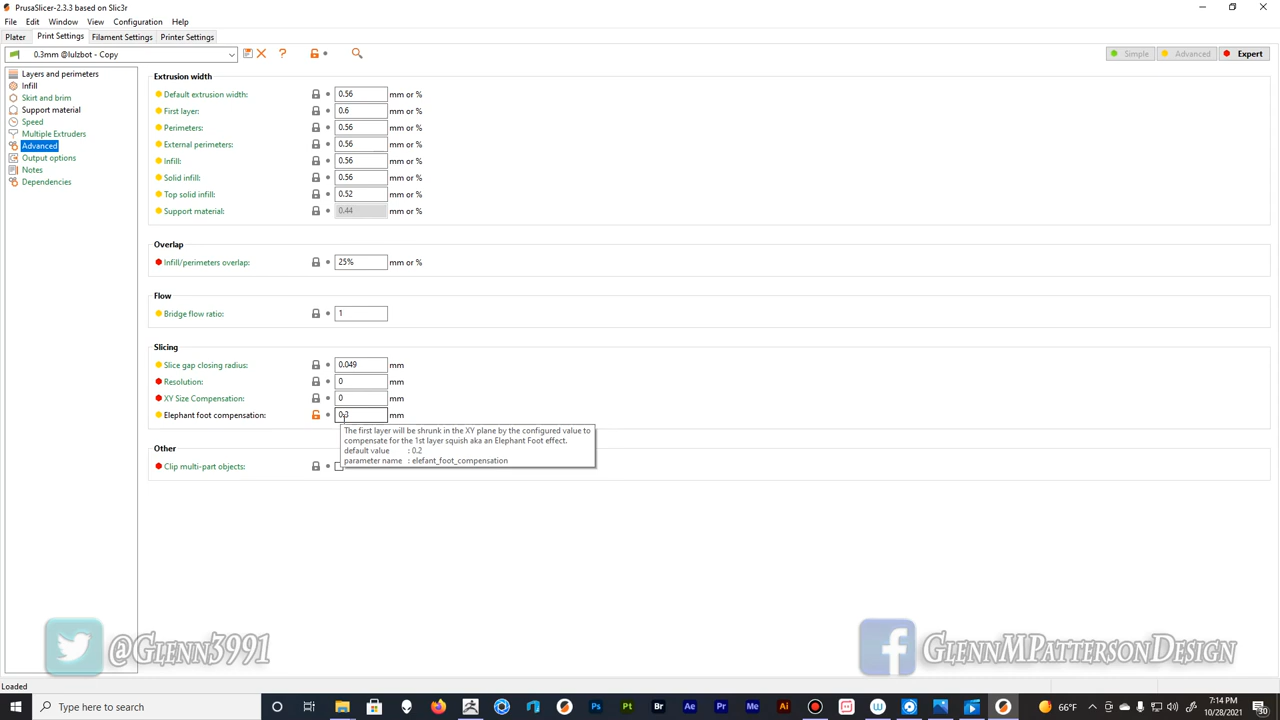 PrusaSlicer-2.3.3 based on Slic3r
File Edit Window View Configuration Help
Plater Print Settings Filament Settings Printer Settings
0.3mm @lulzbot - Copy
Simple Advanced Expert
Layers and perimeters
Infill
Skirt and brim
Support material
Speed
Multiple Extruders
Advanced
Output options
Notes
Dependencies
Extrusion width
Default extrusion width: 0.56 mm or %
First layer: 0.6 mm or %
Perimeters: 0.56 mm or %
External perimeters: 0.56 mm or %
Infill: 0.56 mm or %
Solid infill: 0.56 mm or %
Top solid infill: 0.52 mm or %
Support material: 0.44 mm or %
Overlap
Infill/perimeters overlap: 25% mm or %
Flow
Bridge flow ratio: 1
Slicing
Slice gap closing radius: 0.049 mm
Resolution: 0 mm
XY Size Compensation: 0 mm
Elephant foot compensation: 0.3 mm
The first layer will be shrunk in the XY plane by the configured value to
compensate for the 1st layer squish aka an Elephant Foot effect.
default value : 0.2
parameter name : elefant_foot_compensation
Other
Clip multi-part objects:
@Glenn3991
GlennMPattersonDesign
Loaded
Type here to search
Ps Pt Br Ae Pr Me Ai
66°F
7:14 PM
10/28/2021